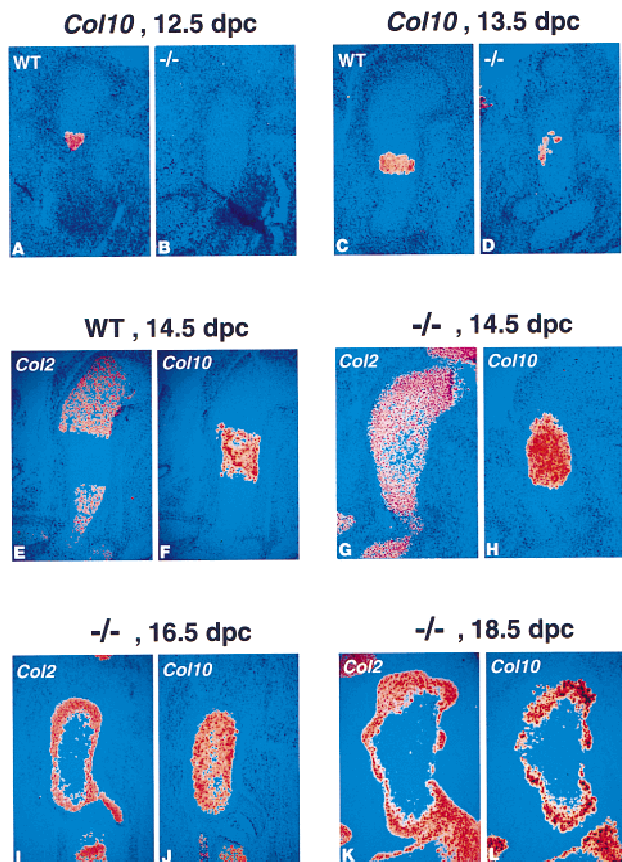 Col10 , 12.5 dpc
Col10 , 13.5 dpc
WT
-/-
WT
-/-
A
B
C
D
WT , 14.5 dpc
-/- , 14.5 dpc
Col2
Col10
Col2
Col10
E
F
G
H
-/- , 16.5 dpc
-/- , 18.5 dpc
Col2
Col10
Col2
Col10
I
J
K
L